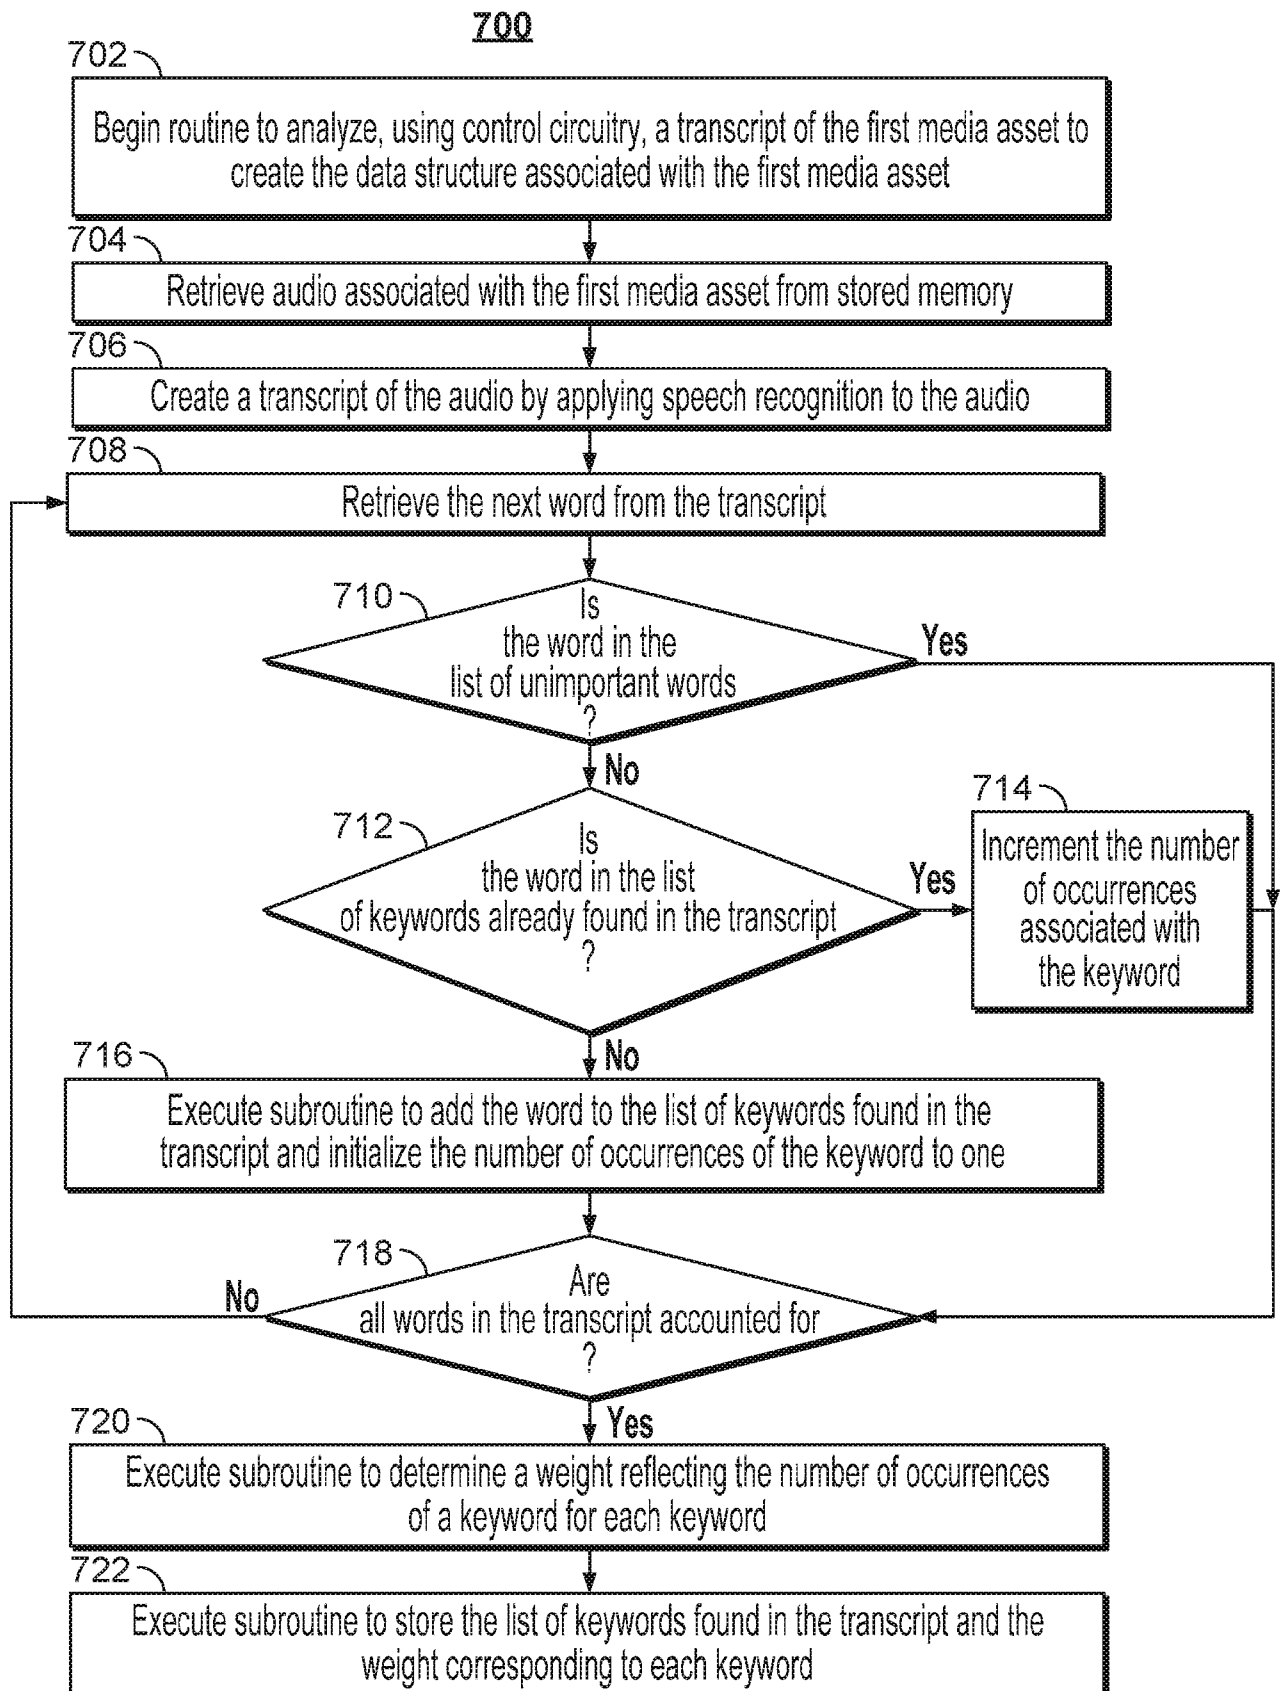 700
702
Begin routine to analyze, using control circuitry, a transcript of the first media asset to
create the data structure associated with the first media asset
704
Retrieve audio associated with the first media asset from stored memory
706
Create a transcript of the audio by applying speech recognition to the audio
708
Retrieve the next word from the transcript
710
Is
the word in the
list of unimportant words
?
Yes
No
712
Is
the word in the list
of keywords already found in the transcript
?
Yes
714
Increment the number
of occurrences
associated with
the keyword
No
716
Execute subroutine to add the word to the list of keywords found in the
transcript and initialize the number of occurrences of the keyword to one
718
Are
all words in the transcript accounted for
?
No
Yes
720
Execute subroutine to determine a weight reflecting the number of occurrences
of a keyword for each keyword
722
Execute subroutine to store the list of keywords found in the transcript and the
weight corresponding to each keyword